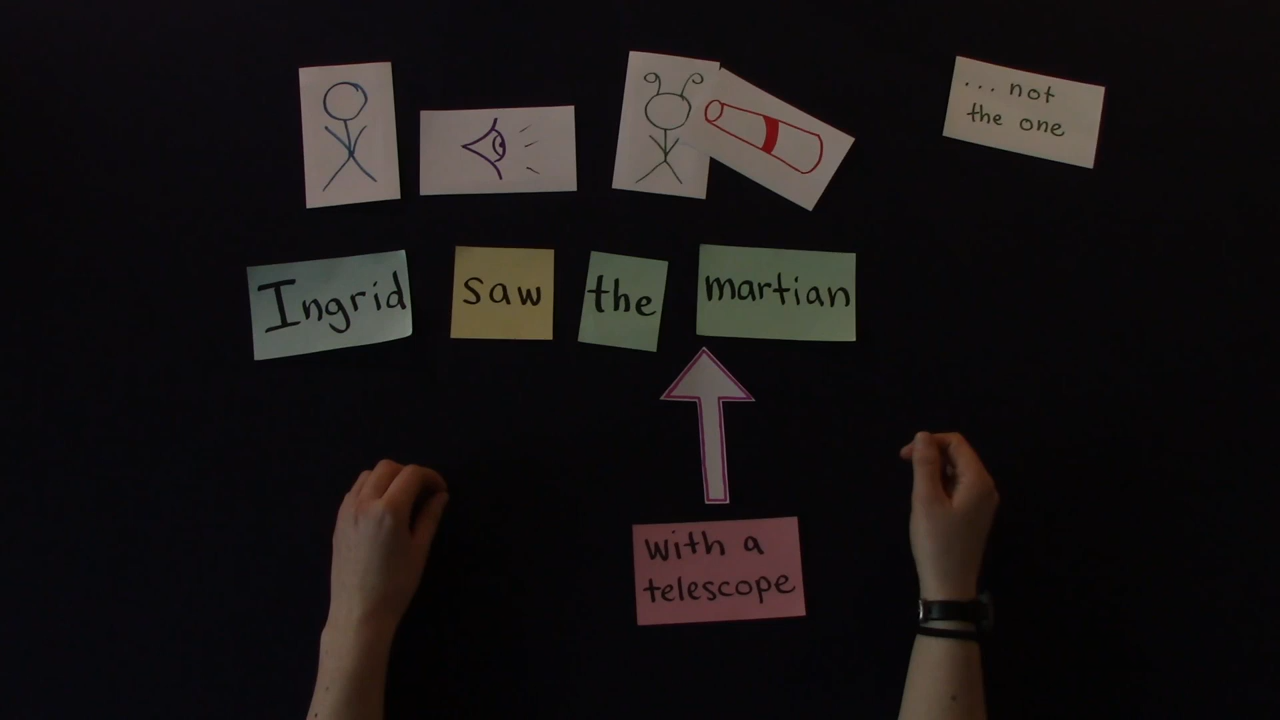 ... not
the one
Ingrid saw the martian
with a
telescope